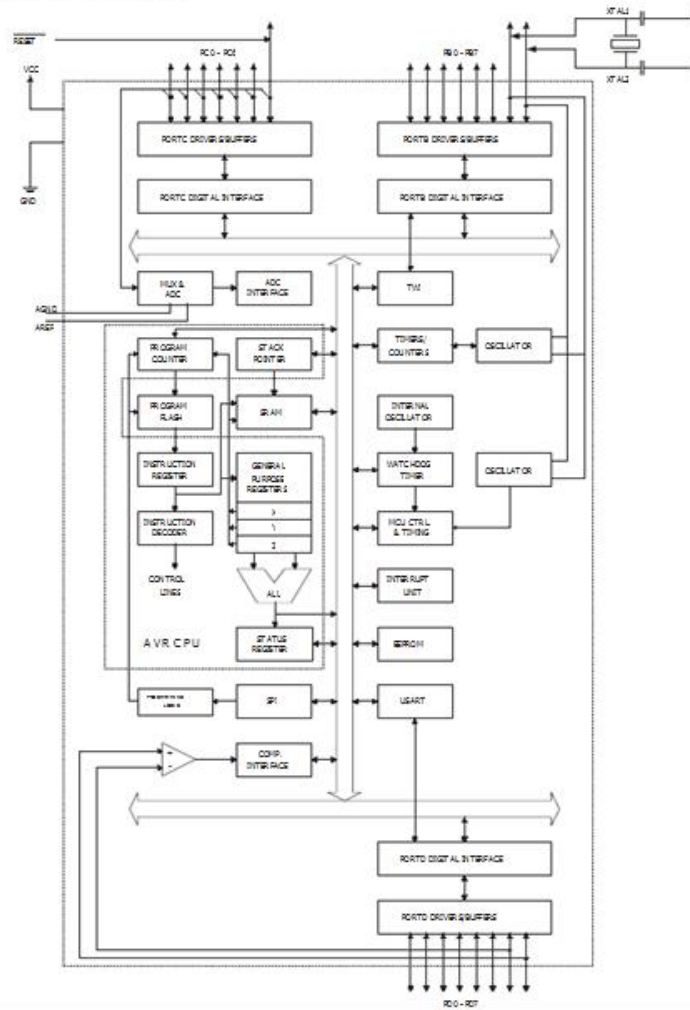 RESET
XTAL1
PC0 - PC6
PB0 - PB7
VCC
XTAL2
PORTC DRIVERS/BUFFERS
PORTB DRIVERS/BUFFERS
PORTC DIGITAL INTERFACE
PORTB DIGITAL INTERFACE
GND
MUX &
ADC
ADC
INTERFACE
TWI
AGND
AREF
PROGRAM
COUNTER
STACK
POINTER
TIMERS/
COUNTERS
OSCILLATOR
PROGRAM
FLASH
SRAM
INTERNAL
OSCILLATOR
INSTRUCTION
REGISTER
GENERAL
PURPOSE
REGISTERS
WATCHDOG
TIMER
OSCILLATOR
X
Y
Z
INSTRUCTION
DECODER
MCU CTRL
& TIMING
CONTROL
LINES
ALU
INTERRUPT
UNIT
AVR CPU
STATUS
REGISTER
EEPROM
SPI
USART
+
-
COMP.
INTERFACE
PORTD DIGITAL INTERFACE
PORTD DRIVERS/BUFFERS
PD0 - PD7